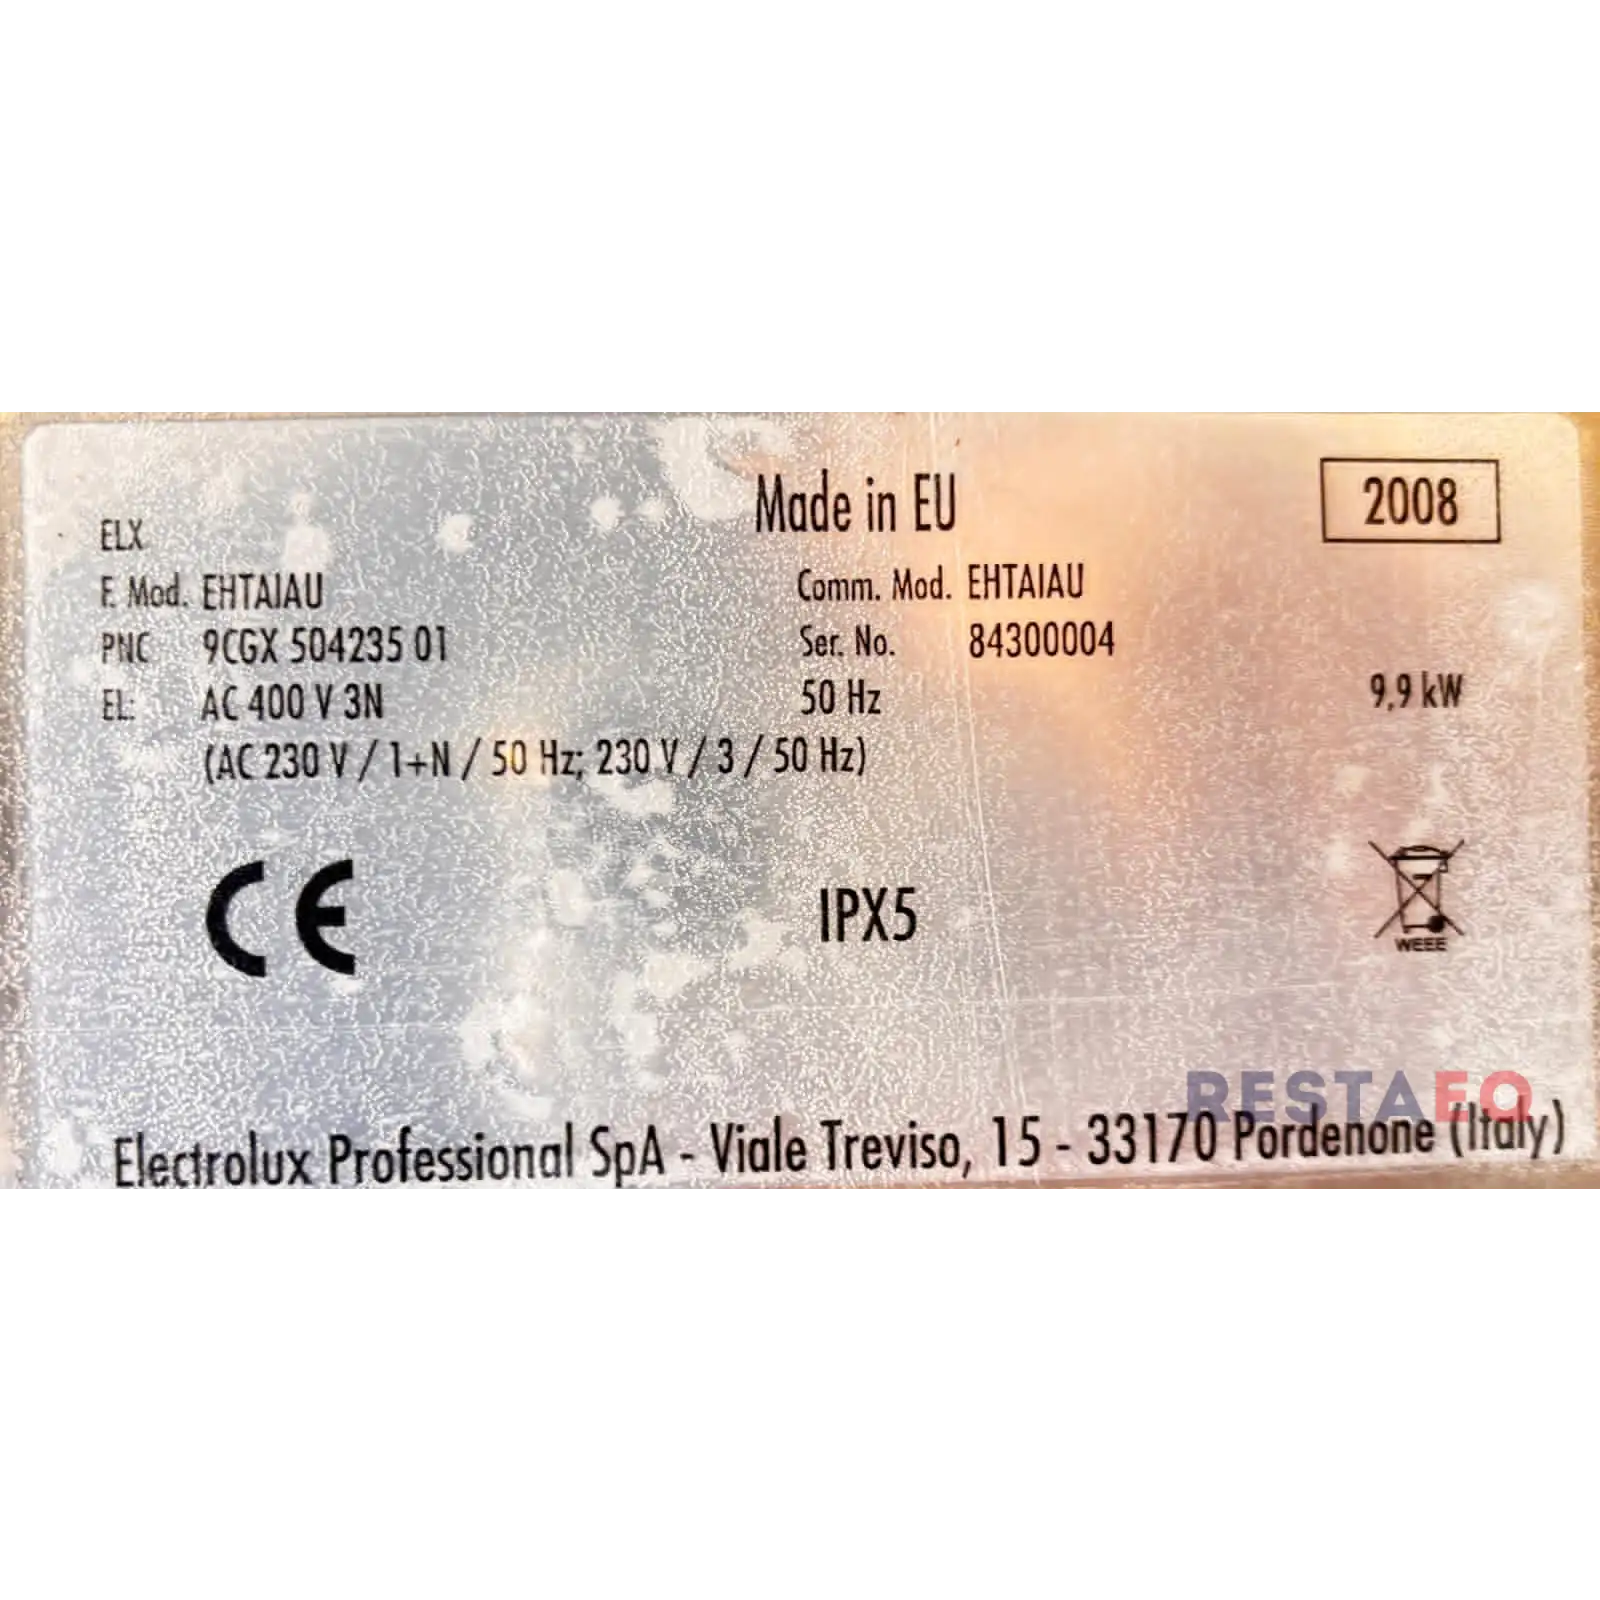 Made in EU
2008
ELX
F. Mod. EHTAIAU
Comm. Mod. EHTAIAU
PNC 9CGX 504235 01
Ser. No. 84300004
EL: AC 400 V 3N
50 Hz
9,9 kW
(AC 230 V / 1+N / 50 Hz; 230 V / 3 / 50 Hz)
CE
IPX5
WEEE
RESTAEQ
Electrolux Professional SpA - Viale Treviso, 15 - 33170 Pordenone (Italy)